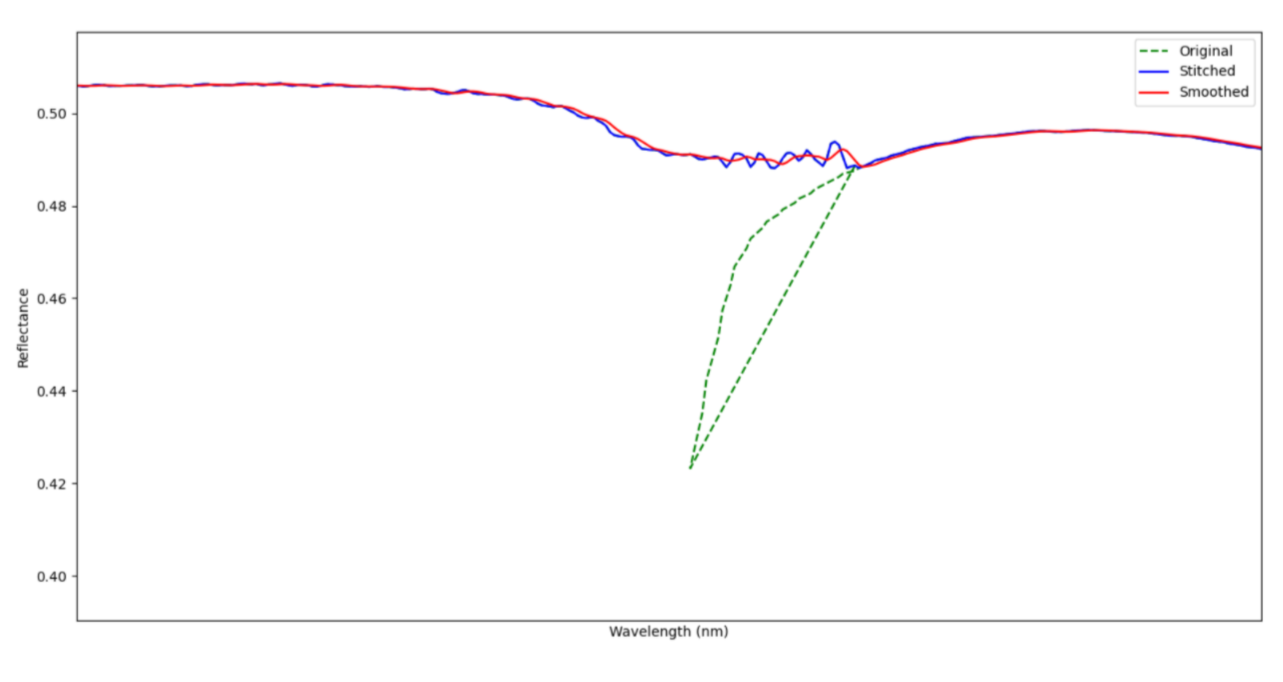 Original
Stitched
Smoothed
0.50
0.48
0.46
0.44
0.42
0.40
Reflectance
Wavelength (nm)